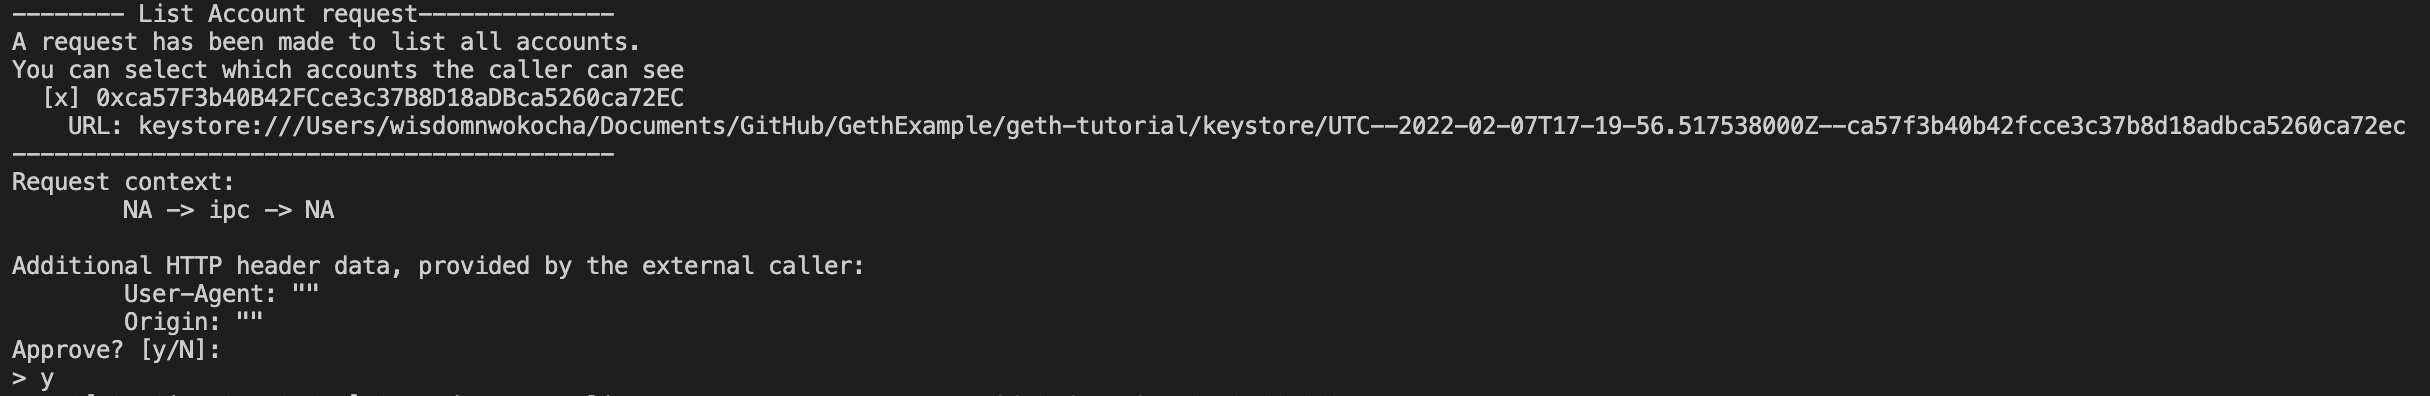 -------- List Account request--------------
A request has been made to list all accounts.
You can select which accounts the caller can see
  [x] 0xca57F3b40B42FCce3c37B8D18aDBca5260ca72EC
    URL: keystore:///Users/wisdomnwokocha/Documents/GitHub/GethExample/geth-tutorial/keystore/UTC--2022-02-07T17-19-56.517538000Z--ca57f3b40b42fcce3c37b8d18adbca5260ca72ec
-------------------------------------------
Request context:
        NA -> ipc -> NA

Additional HTTP header data, provided by the external caller:
        User-Agent: ""
        Origin: ""
Approve? [y/N]:
> y